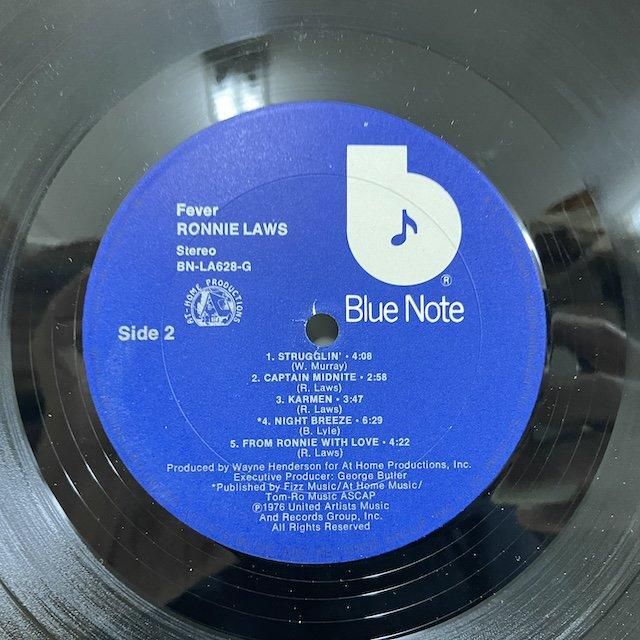 Fever
RONNIE LAWS
Stereo
BN-LA628-G
AT-HOME PRODUCTIONS
®
Blue Note
Side 2
1. STRUGGLIN' • 4:08
(W. Murray)
2. CAPTAIN MIDNITE • 2:58
(R. Laws)
3. KARMEN • 3:47
(R. Laws)
*4. NIGHT BREEZE • 6:29
(B. Lyle)
5. FROM RONNIE WITH LOVE • 4:22
(R. Laws)
Produced by Wayne Henderson for At Home Productions, Inc.
Executive Producer: George Butler
*Published by Fizz Music/At Home Music/
Tom-Ro Music ASCAP
℗1976 United Artists Music
And Records Group, Inc.
All Rights Reserved